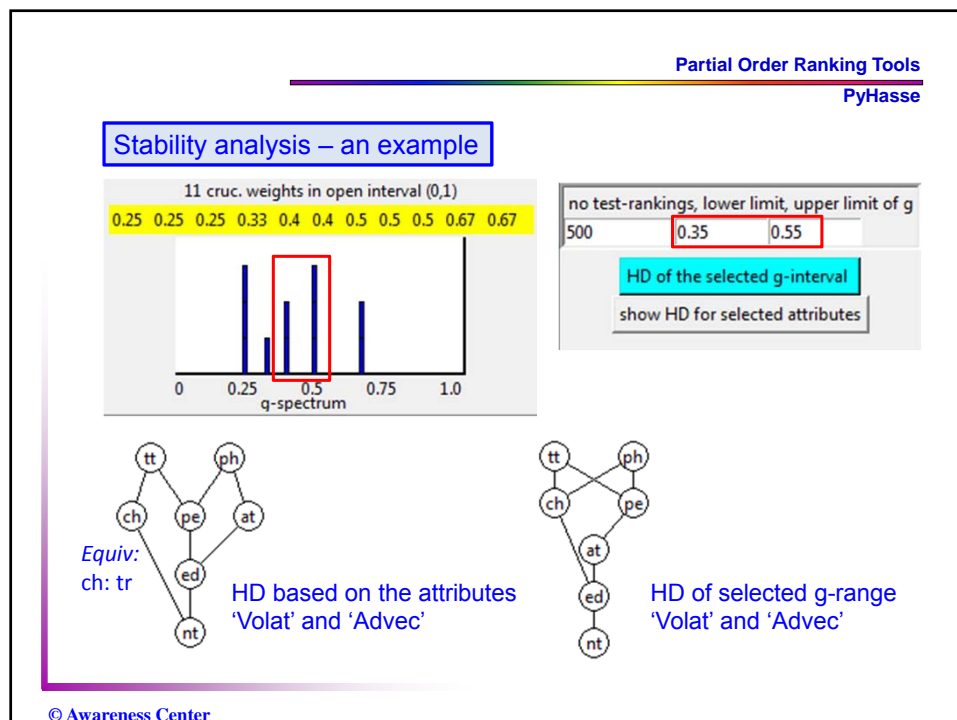 Partial Order Ranking Tools
PyHasse
Stability analysis – an example
11 cruc. weights in open interval (0,1)
0.25 0.25 0.25 0.33 0.4 0.4 0.5 0.5 0.5 0.67 0.67
0 0.25 0.5 0.75 1.0
g-spectrum
no test-rankings, lower limit, upper limit of g
500 0.35 0.55
HD of the selected g-interval
show HD for selected attributes
tt ph
ch pe at
Equiv:
ch: tr
ed
nt
HD based on the attributes
‘Volat’ and ‘Advec’
tt ph
ch pe
at
ed
nt
HD of selected g-range
‘Volat’ and ‘Advec’
© Awareness Center